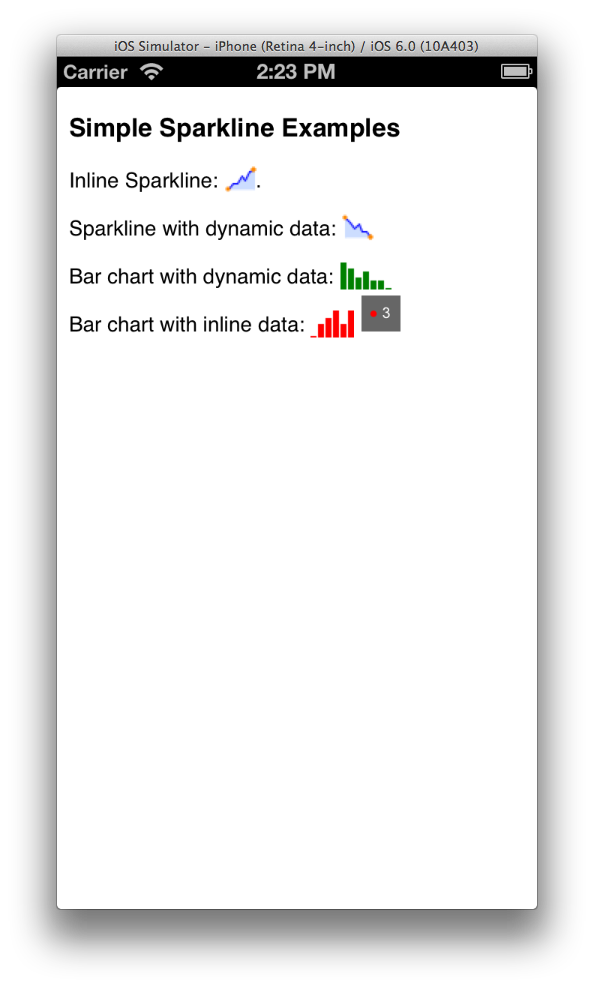 iOS Simulator – iPhone (Retina 4-inch) / iOS 6.0 (10A403)
Carrier 2:23 PM
Simple Sparkline Examples
Inline Sparkline: .
Sparkline with dynamic data:
Bar chart with dynamic data:
Bar chart with inline data: 3